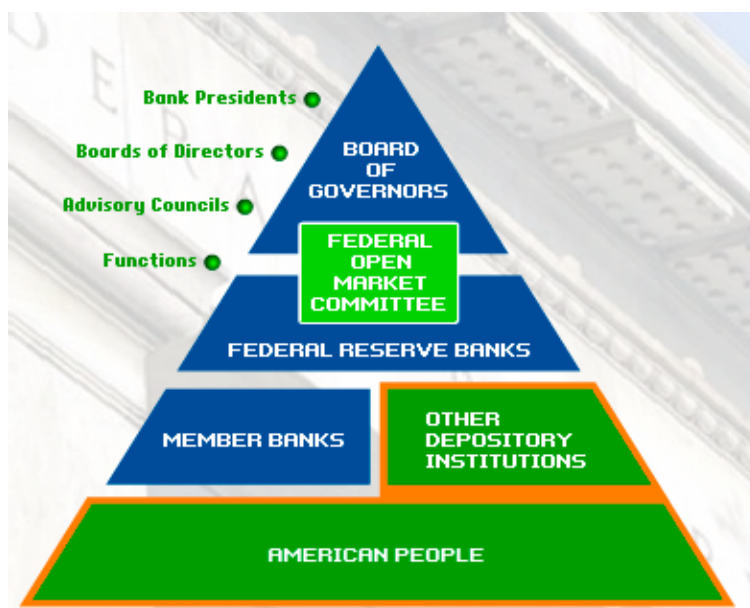 Bank Presidents
Boards of Directors
Advisory Councils
Functions
BOARD
OF
GOVERNORS
FEDERAL
OPEN
MARKET
COMMITTEE
FEDERAL RESERVE BANKS
MEMBER BANKS
OTHER
DEPOSITORY
INSTITUTIONS
AMERICAN PEOPLE